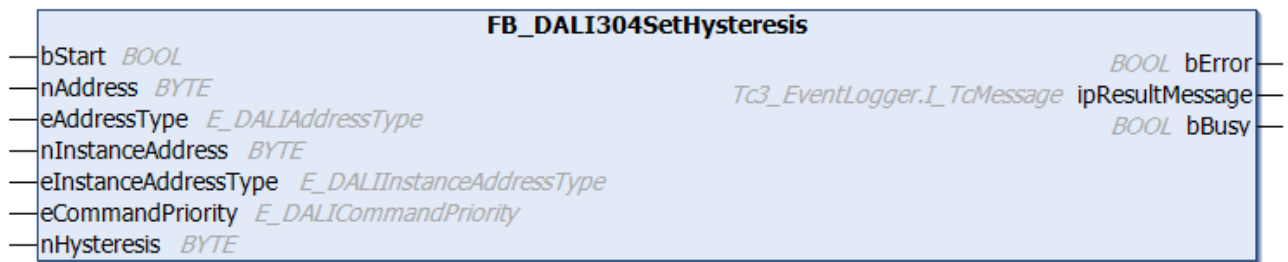 FB_DALI304SetHysteresis
bStart BOOL
BOOL bError
nAddress BYTE
Tc3_EventLogger.I_TcMessage ipResultMessage
eAddressType E_DALIAddressType
BOOL bBusy
nInstanceAddress BYTE
eInstanceAddressType E_DALIInstanceAddressType
eCommandPriority E_DALICommandPriority
nHysteresis BYTE